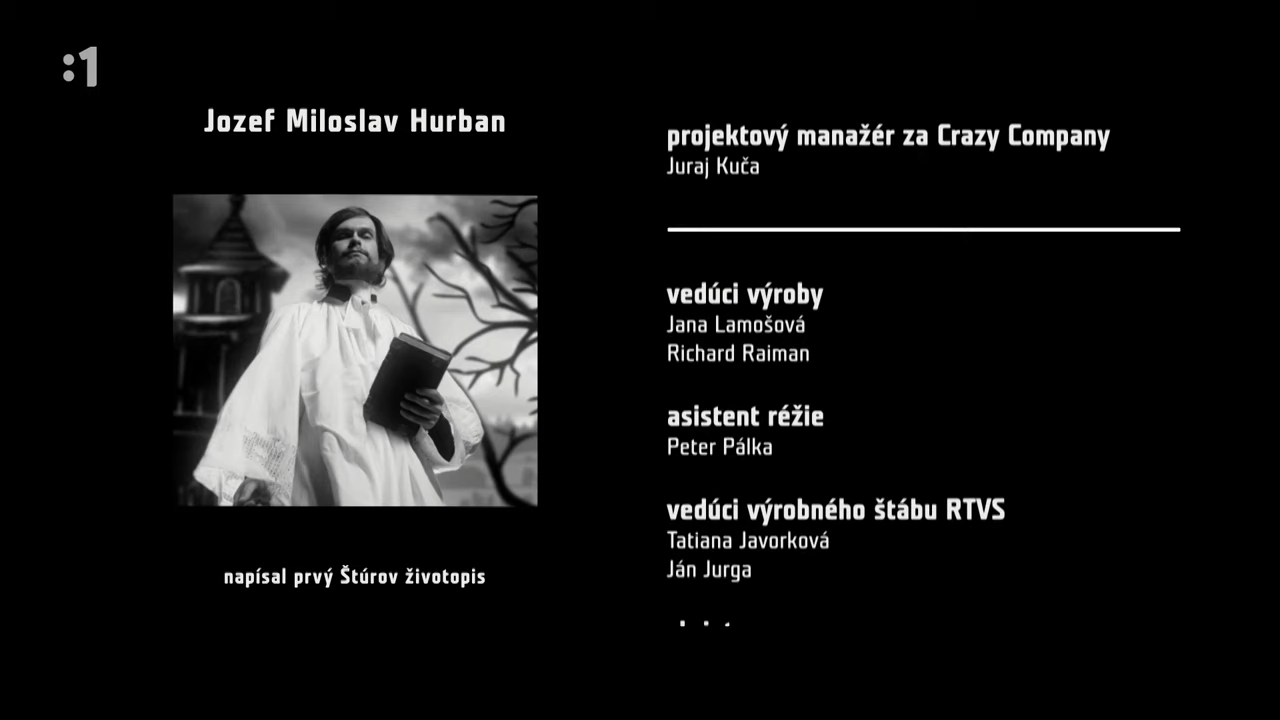 :1
Jozef Miloslav Hurban
napísal prvý Štúrov životopis
projektový manažér za Crazy Company
Juraj Kuča
vedúci výroby
Jana Lamošová
Richard Raiman
asistent réžie
Peter Pálka
vedúci výrobného štábu RTVS
Tatiana Javorková
Ján Jurga